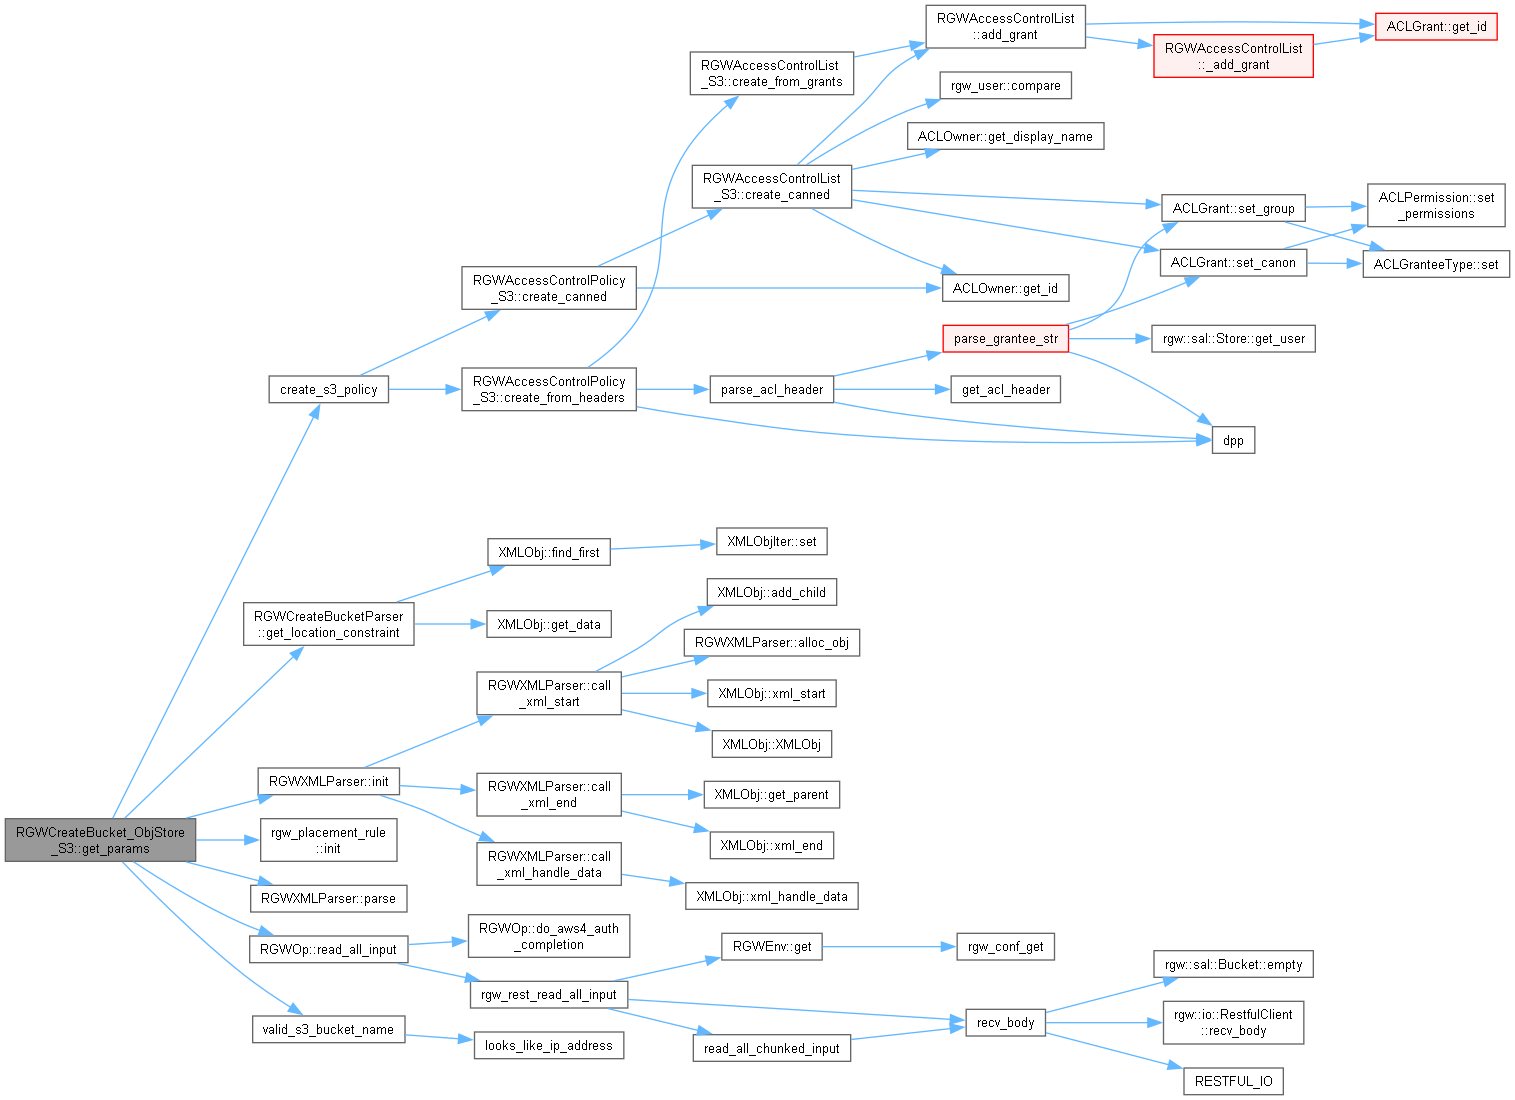 RGWAccessControlList
::add_grant
ACLGrant::get_id
RGWAccessControlList
::_add_grant
RGWAccessControlList
_S3::create_from_grants
rgw_user::compare
ACLOwner::get_display_name
RGWAccessControlList
_S3::create_canned
ACLGrant::set_group
ACLPermission::set
_permissions
ACLGrant::set_canon
ACLGranteeType::set
RGWAccessControlPolicy
_S3::create_canned
ACLOwner::get_id
parse_grantee_str
rgw::sal::Store::get_user
create_s3_policy
RGWAccessControlPolicy
_S3::create_from_headers
parse_acl_header
get_acl_header
dpp
XMLObj::find_first
XMLObjIter::set
RGWCreateBucketParser
::get_location_constraint
XMLObj::get_data
XMLObj::add_child
RGWXMLParser::alloc_obj
RGWXMLParser::call
_xml_start
XMLObj::xml_start
XMLObj::XMLObj
RGWXMLParser::init
RGWXMLParser::call
_xml_end
XMLObj::get_parent
XMLObj::xml_end
RGWCreateBucket_ObjStore
_S3::get_params
rgw_placement_rule
::init
RGWXMLParser::call
_xml_handle_data
XMLObj::xml_handle_data
RGWXMLParser::parse
RGWOp::read_all_input
RGWOp::do_aws4_auth
_completion
RGWEnv::get
rgw_conf_get
rgw::sal::Bucket::empty
rgw_rest_read_all_input
recv_body
rgw::io::RestfulClient
::recv_body
valid_s3_bucket_name
looks_like_ip_address
read_all_chunked_input
RESTFUL_IO